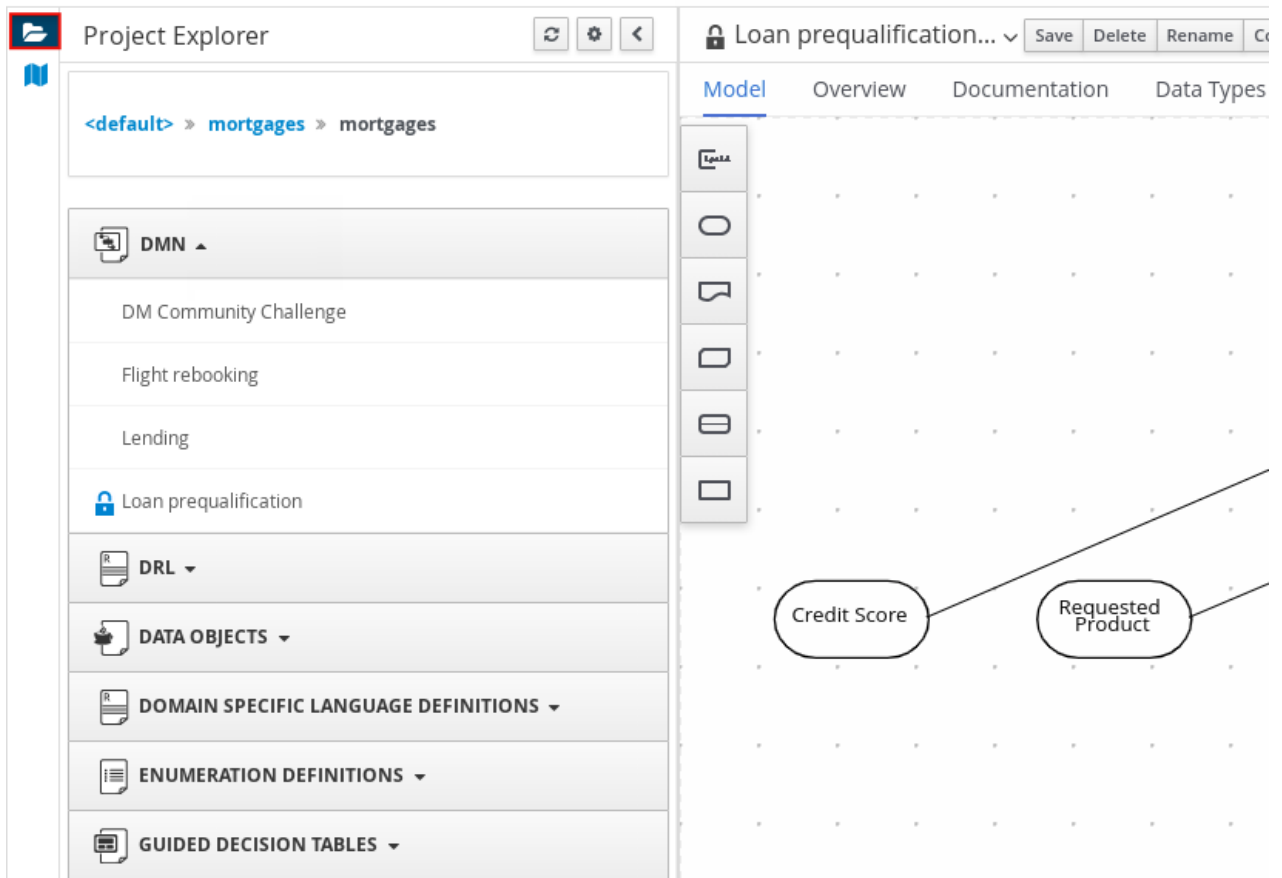 Project Explorer
Loan prequalification...
Save
Delete
Rename
Co
Model
Overview
Documentation
Data Types
<default> » mortgages » mortgages
DMN
DM Community Challenge
Flight rebooking
Lending
Loan prequalification
DRL
DATA OBJECTS
DOMAIN SPECIFIC LANGUAGE DEFINITIONS
ENUMERATION DEFINITIONS
GUIDED DECISION TABLES
Credit Score
Requested
Product